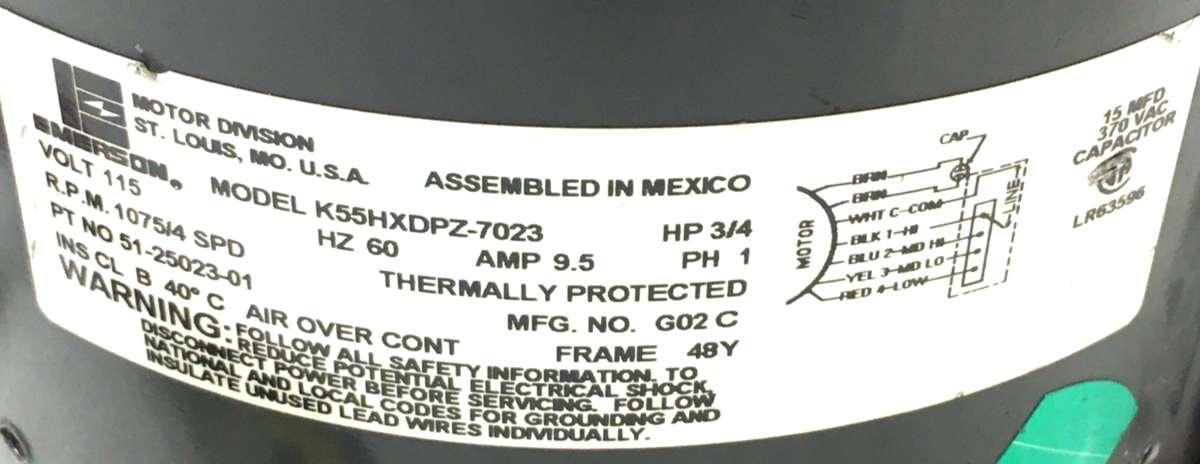 EMERSON®
MOTOR DIVISION
ST. LOUIS, MO. U.S.A.
ASSEMBLED IN MEXICO
VOLT 115
MODEL K55HXDPZ-7023
HP 3/4
R.P.M. 1075/4 SPD
HZ 60
AMP 9.5
PH 1
PT NO 51-25023-01
THERMALLY PROTECTED
INS CL B 40° C AIR OVER CONT
MFG. NO. G02 C
FRAME 48Y
WARNING: FOLLOW ALL SAFETY INFORMATION. TO
REDUCE POTENTIAL ELECTRICAL SHOCK,
DISCONNECT POWER BEFORE SERVICING. FOLLOW
NATIONAL AND LOCAL CODES FOR GROUNDING AND
INSULATE UNUSED LEAD WIRES INDIVIDUALLY.
CAP
MOTOR
BRN
BRN
WHT C-COM
BLK 1-HI
BLU 2-MD HI
YEL 3-MD LO
RED 4-LOW
LINE
15 MFD
370 VAC
CAPACITOR
LR63596